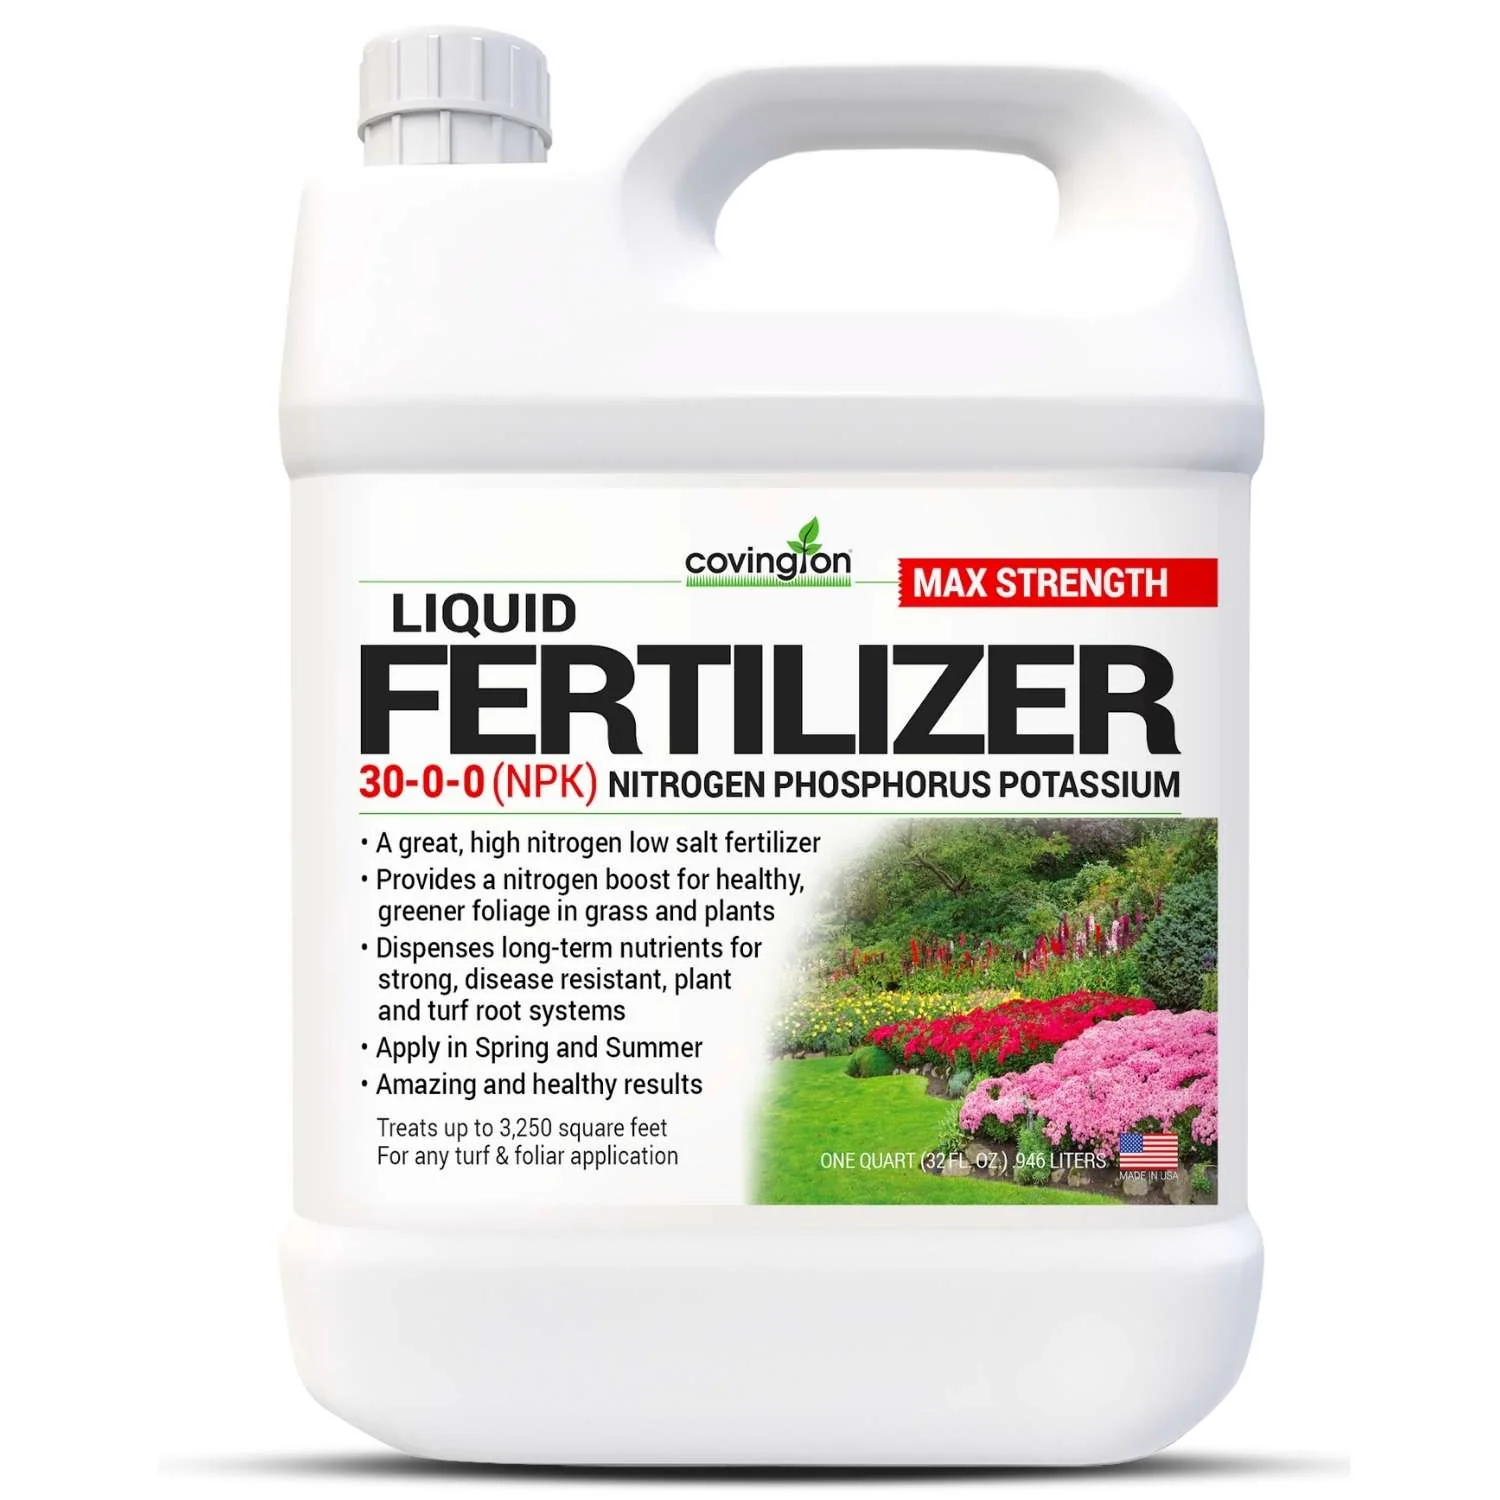 covington®
MAX STRENGTH
LIQUID
FERTILIZER
30-0-0 (NPK) NITROGEN PHOSPHORUS POTASSIUM
• A great, high nitrogen low salt fertilizer
• Provides a nitrogen boost for healthy,
greener foliage in grass and plants
• Dispenses long-term nutrients for
strong, disease resistant, plant
and turf root systems
• Apply in Spring and Summer
• Amazing and healthy results
Treats up to 3,250 square feet
For any turf & foliar application
ONE QUART (32 FL. OZ.) .946 LITERS
MADE IN USA